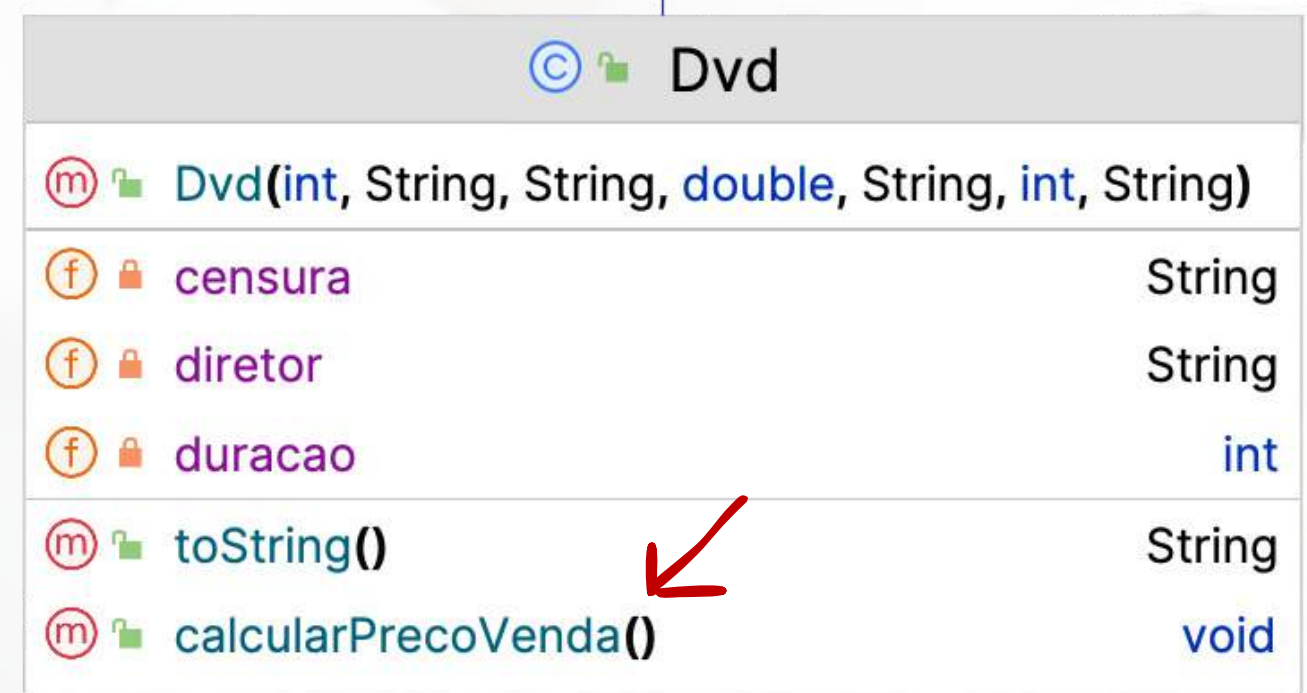 © Dvd
m Dvd(int, String, String, double, String, int, String)
f censura String
f diretor String
f duracao int
m toString() String
m calcularPrecoVenda() void